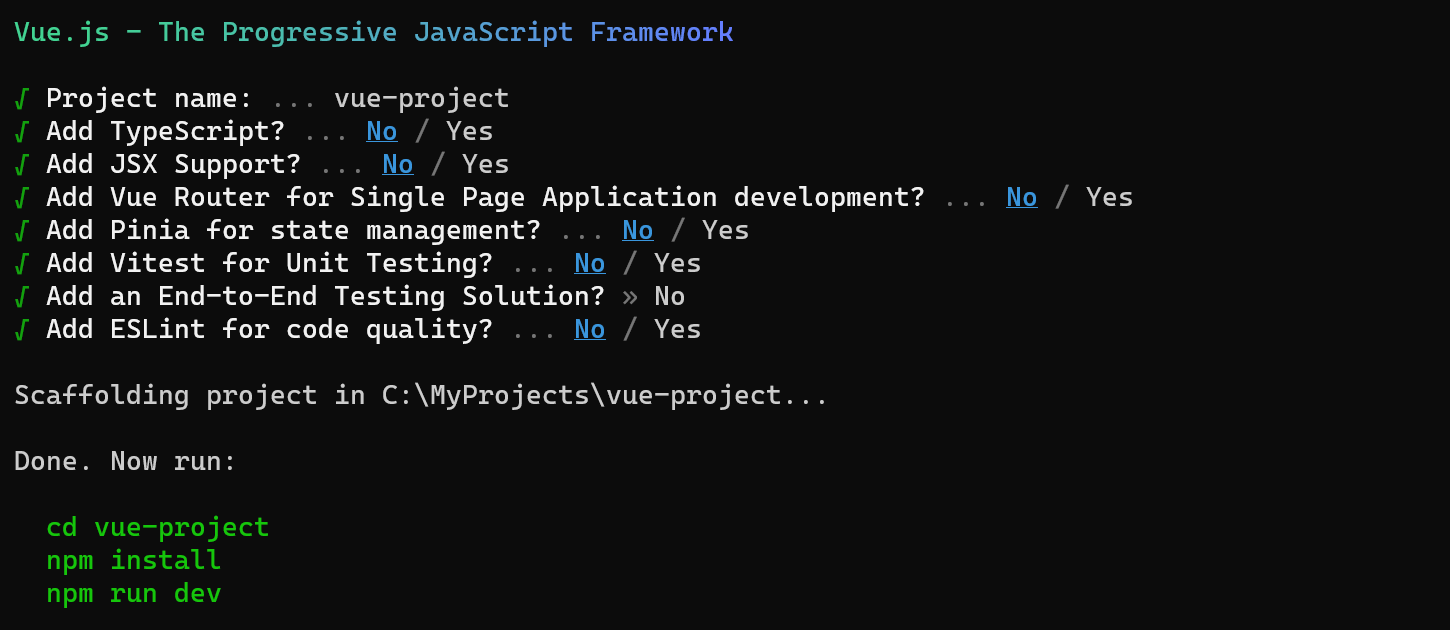 Vue.js - The Progressive JavaScript Framework
√ Project name: ... vue-project
√ Add TypeScript? ... No / Yes
√ Add JSX Support? ... No / Yes
√ Add Vue Router for Single Page Application development? ... No / Yes
√ Add Pinia for state management? ... No / Yes
√ Add Vitest for Unit Testing? ... No / Yes
√ Add an End-to-End Testing Solution? » No
√ Add ESLint for code quality? ... No / Yes
Scaffolding project in C:\MyProjects\vue-project...
Done. Now run:
cd vue-project
npm install
npm run dev